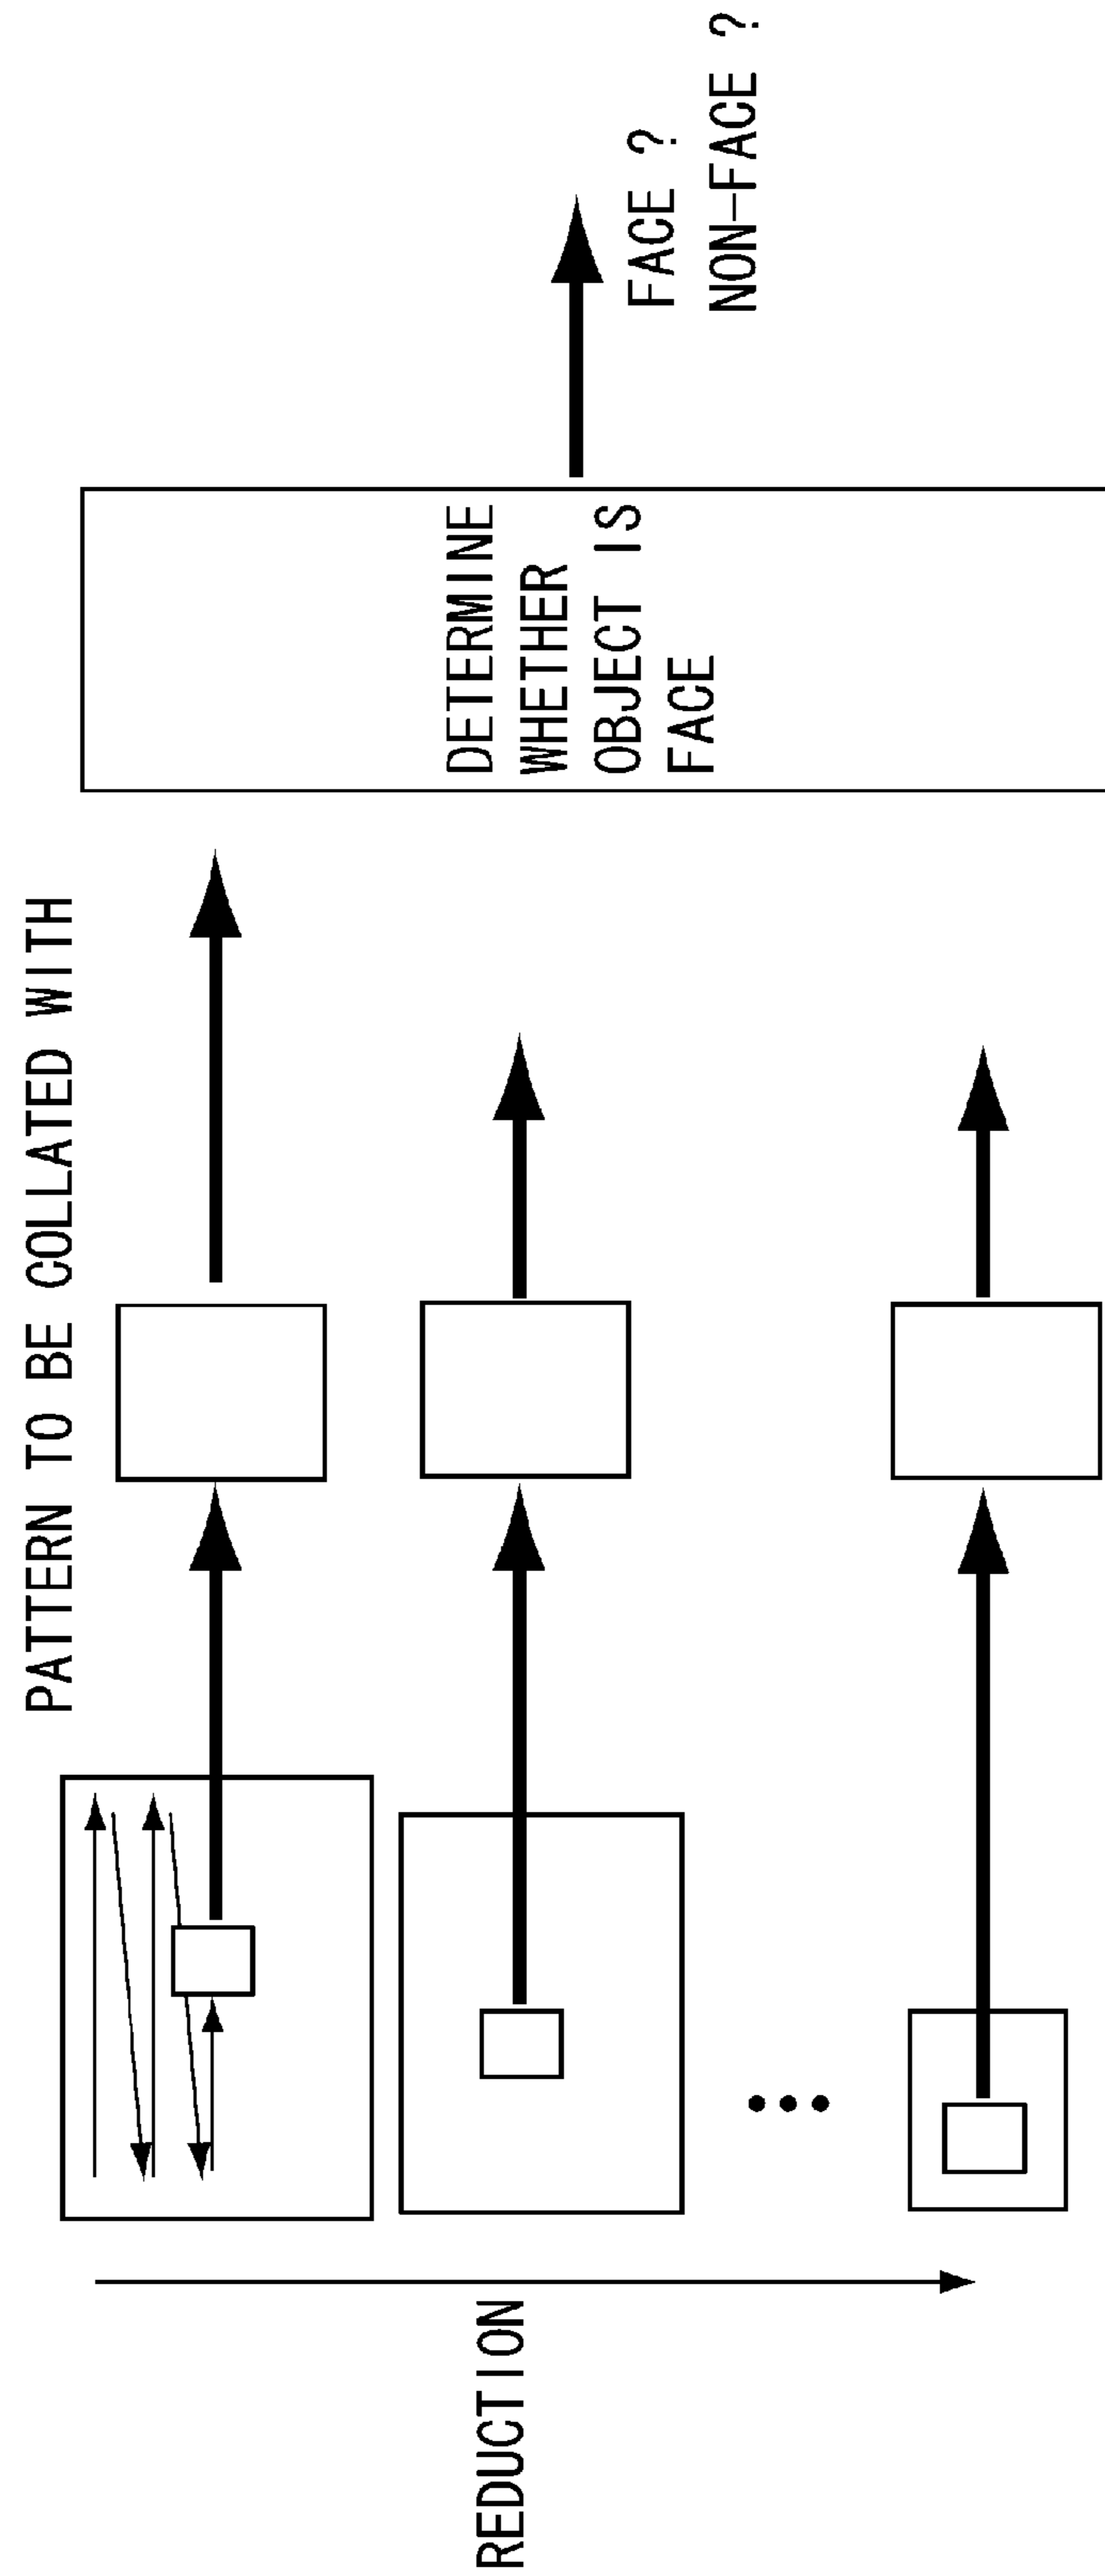 PATTERN TO BE COLLATED WITH
REDUCTION
DETERMINE
WHETHER
OBJECT IS
FACE
FACE ?
NON-FACE ?